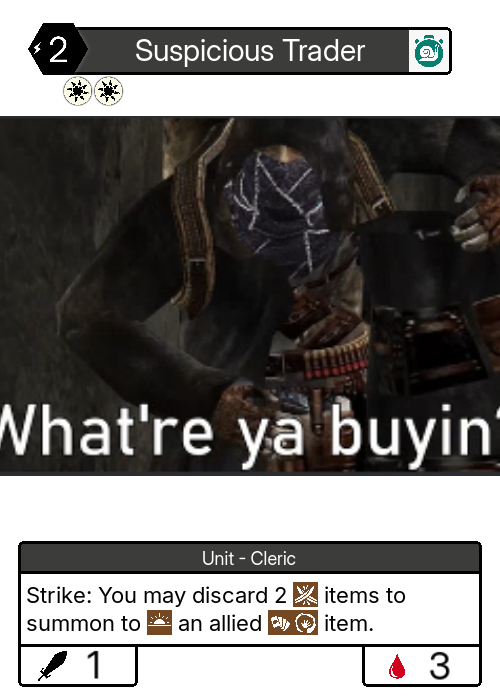 2
Suspicious Trader
What're ya buyin'
Unit - Cleric
Strike: You may discard 2 items to
summon to an allied item.
1
3